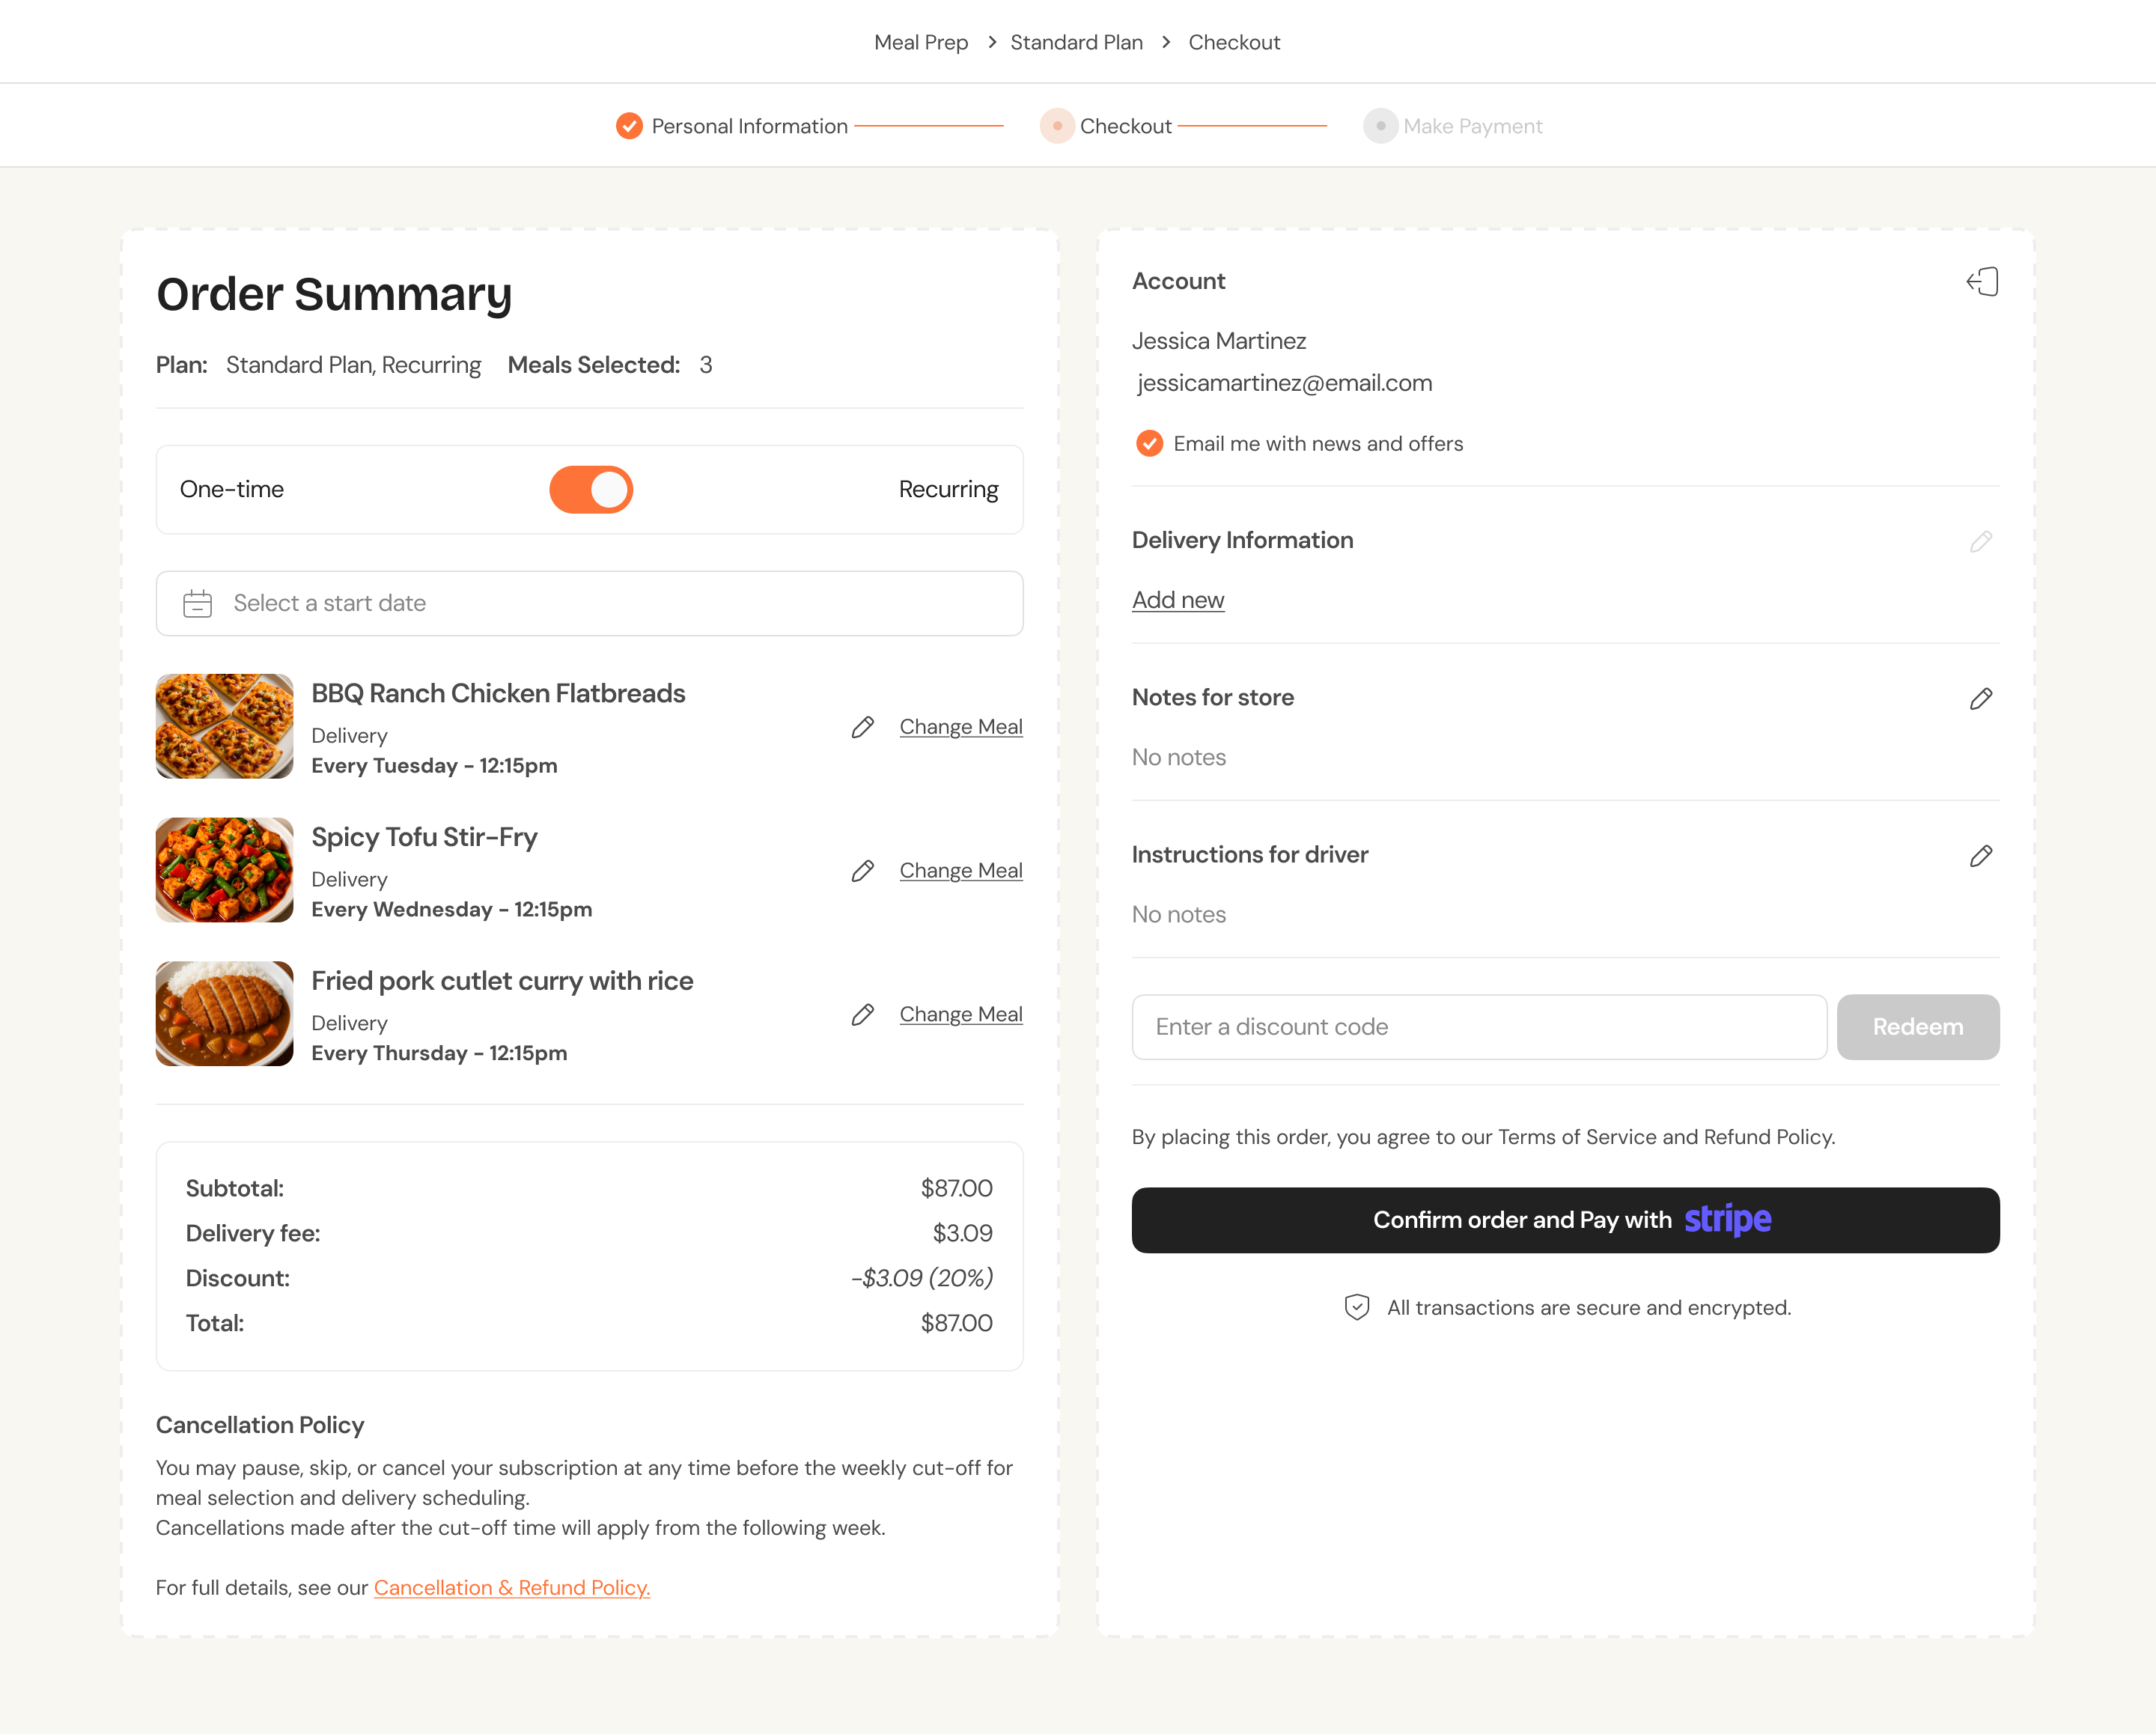 Meal Prep > Standard Plan > Checkout
Personal Information Checkout Make Payment
Order Summary
Plan: Standard Plan, Recurring Meals Selected: 3
One-time Recurring
Select a start date
BBQ Ranch Chicken Flatbreads
Delivery
Every Tuesday - 12:15pm
Change Meal
Spicy Tofu Stir-Fry
Delivery
Every Wednesday - 12:15pm
Change Meal
Fried pork cutlet curry with rice
Delivery
Every Thursday - 12:15pm
Change Meal
Subtotal: $87.00
Delivery fee: $3.09
Discount: -$3.09 (20%)
Total: $87.00
Cancellation Policy
You may pause, skip, or cancel your subscription at any time before the weekly cut-off for
meal selection and delivery scheduling.
Cancellations made after the cut-off time will apply from the following week.
For full details, see our Cancellation & Refund Policy.
Account
Jessica Martinez
jessicamartinez@email.com
Email me with news and offers
Delivery Information
Add new
Notes for store
No notes
Instructions for driver
No notes
Enter a discount code Redeem
By placing this order, you agree to our Terms of Service and Refund Policy.
Confirm order and Pay with stripe
All transactions are secure and encrypted.